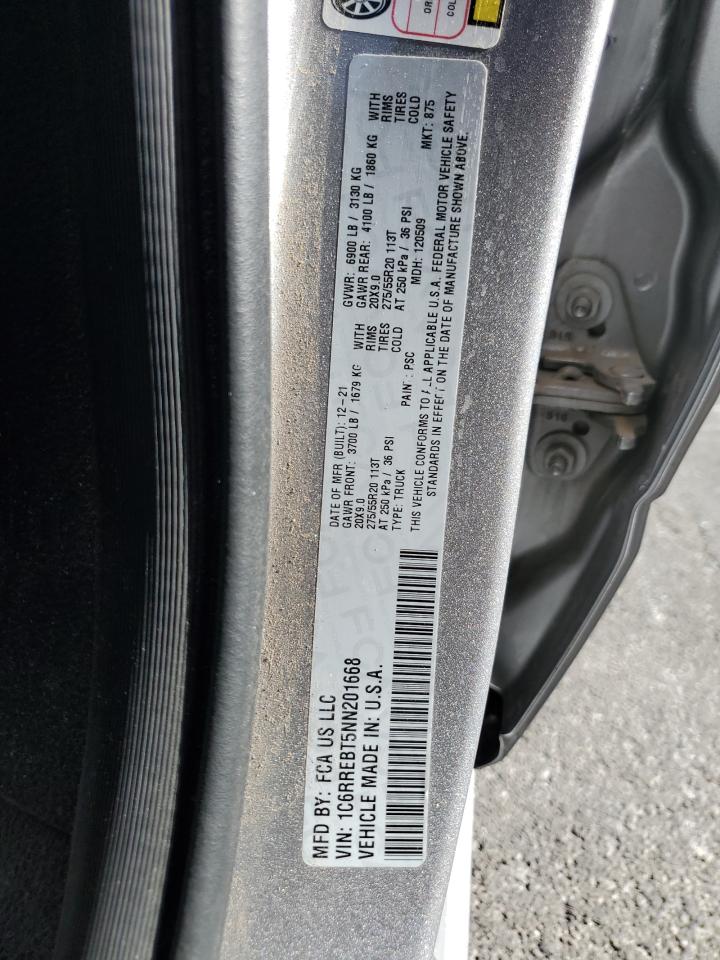 OR
COL
MFD BY: FCA US LLC
VIN: 1C6RREBT5NN201668
VEHICLE MADE IN: U.S.A.
DATE OF MFR (BUILT): 12-21
GAWR FRONT: 3700 LB / 1679 KG WITH
20X9.0 RIMS
275/55R20 113T TIRES
AT 250 kPa / 36 PSI COLD
TYPE: TRUCK PAINT: PSC
GVWR: 6900 LB / 3130 KG
GAWR REAR: 4100 LB / 1860 KG WITH
20X9.0 RIMS
275/55R20 113T TIRES
AT 250 kPa / 36 PSI COLD
MDH: 120509 MKT: 875
THIS VEHICLE CONFORMS TO ALL APPLICABLE U.S.A. FEDERAL MOTOR VEHICLE SAFETY
STANDARDS IN EFFECT ON THE DATE OF MANUFACTURE SHOWN ABOVE.